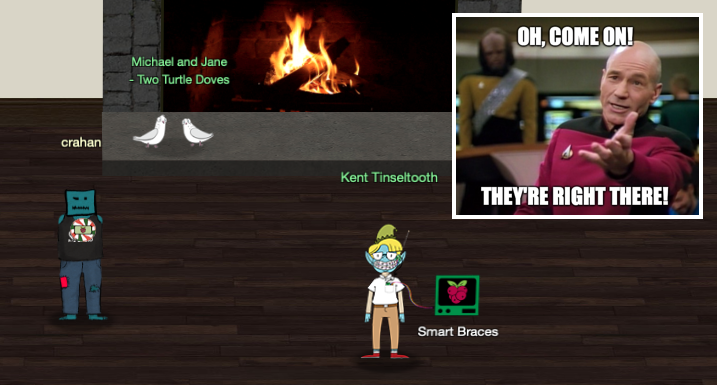 OH, COME ON!
Michael and Jane
- Two Turtle Doves
crahan
Kent Tinseltooth
THEY'RE RIGHT THERE!
Smart Braces